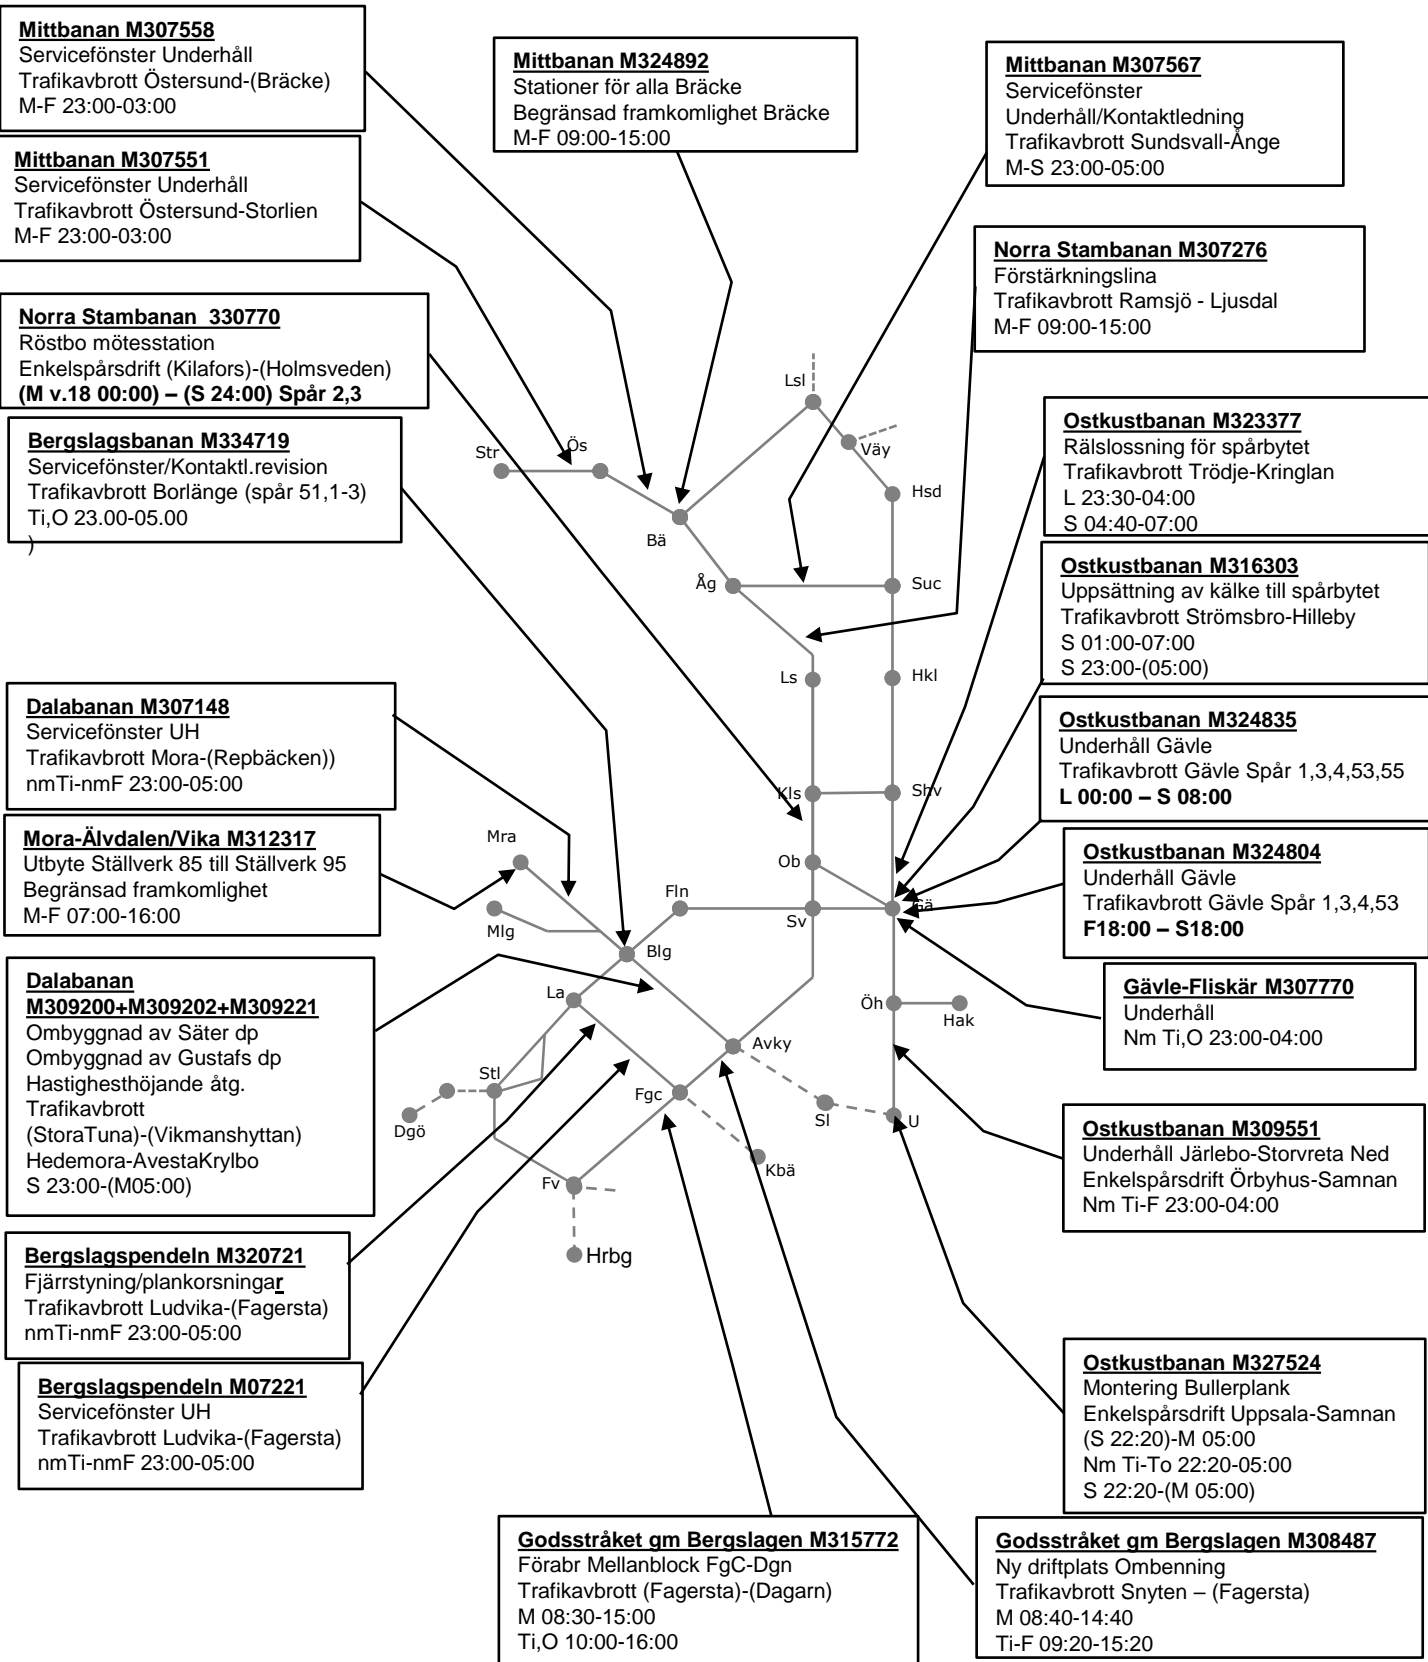 Mittbanan M307558
Servicefönster Underhåll
Trafikavbrott Östersund-(Bräcke)
M-F 23:00-03:00
Mittbanan M324892
Stationer för alla Bräcke
Begränsad framkomlighet Bräcke
M-F 09:00-15:00
Mittbanan M307567
Servicefönster
Underhåll/Kontaktledning
Trafikavbrott Sundsvall-Ånge
M-S 23:00-05:00
Mittbanan M307551
Servicefönster Underhåll
Trafikavbrott Östersund-Storlien
M-F 23:00-03:00
Norra Stambanan M307276
Förstärkningslina
Trafikavbrott Ramsjö - Ljusdal
M-F 09:00-15:00
Norra Stambanan  330770
Röstbo mötesstation
Enkelspårsdrift (Kilafors)-(Holmsveden)
(M v.18 00:00) – (S 24:00) Spår 2,3
Bergslagsbanan M334719
Servicefönster/Kontaktl.revision
Trafikavbrott Borlänge (spår 51,1-3)
Ti,O 23.00-05.00
)
Ostkustbanan M323377
Rälslossning för spårbytet
Trafikavbrott Trödje-Kringlan
L 23:30-04:00
S 04:40-07:00
Ostkustbanan M316303
Uppsättning av kälke till spårbytet
Trafikavbrott Strömsbro-Hilleby
S 01:00-07:00
S 23:00-(05:00)
Dalabanan M307148
Servicefönster UH
Trafikavbrott Mora-(Repbäcken))
nmTi-nmF 23:00-05:00
Ostkustbanan M324835
Underhåll Gävle
Trafikavbrott Gävle Spår 1,3,4,53,55
L 00:00 – S 08:00
Mora-Älvdalen/Vika M312317
Utbyte Ställverk 85 till Ställverk 95
Begränsad framkomlighet
M-F 07:00-16:00
Ostkustbanan M324804
Underhåll Gävle
Trafikavbrott Gävle Spår 1,3,4,53
F18:00 – S18:00
Dalabanan
M309200+M309202+M309221
Ombyggnad av Säter dp
Ombyggnad av Gustafs dp
Hastighesthöjande åtg.
Trafikavbrott
(StoraTuna)-(Vikmanshyttan)
Hedemora-AvestaKrylbo
S 23:00-(M05:00)
Gävle-Fliskär M307770
Underhåll
Nm Ti,O 23:00-04:00
Ostkustbanan M309551
Underhåll Järlebo-Storvreta Ned
Enkelspårsdrift Örbyhus-Samnan
Nm Ti-F 23:00-04:00
Bergslagspendeln M320721
Fjärrstyning/plankorsningar
Trafikavbrott Ludvika-(Fagersta)
nmTi-nmF 23:00-05:00
Bergslagspendeln M07221
Servicefönster UH
Trafikavbrott Ludvika-(Fagersta)
nmTi-nmF 23:00-05:00
Ostkustbanan M327524
Montering Bullerplank
Enkelspårsdrift Uppsala-Samnan
(S 22:20)-M 05:00
Nm Ti-To 22:20-05:00
S 22:20-(M 05:00)
Godsstråket gm Bergslagen M315772
Förabr Mellanblock FgC-Dgn
Trafikavbrott (Fagersta)-(Dagarn)
M 08:30-15:00
Ti,O 10:00-16:00
Godsstråket gm Bergslagen M308487
Ny driftplats Ombenning
Trafikavbrott Snyten – (Fagersta)
M 08:40-14:40
Ti-F 09:20-15:20
Lsl
Väy
Str
Ös
Hsd
Bä
Åg
Suc
Ls
Hkl
Kls
Shv
Mra
Ob
Fln
Gä
Mlg
Sv
Blg
La
Öh
Hak
Avky
Stl
Fgc
Dgö
Sl
U
Kbä
Fv
Hrbg